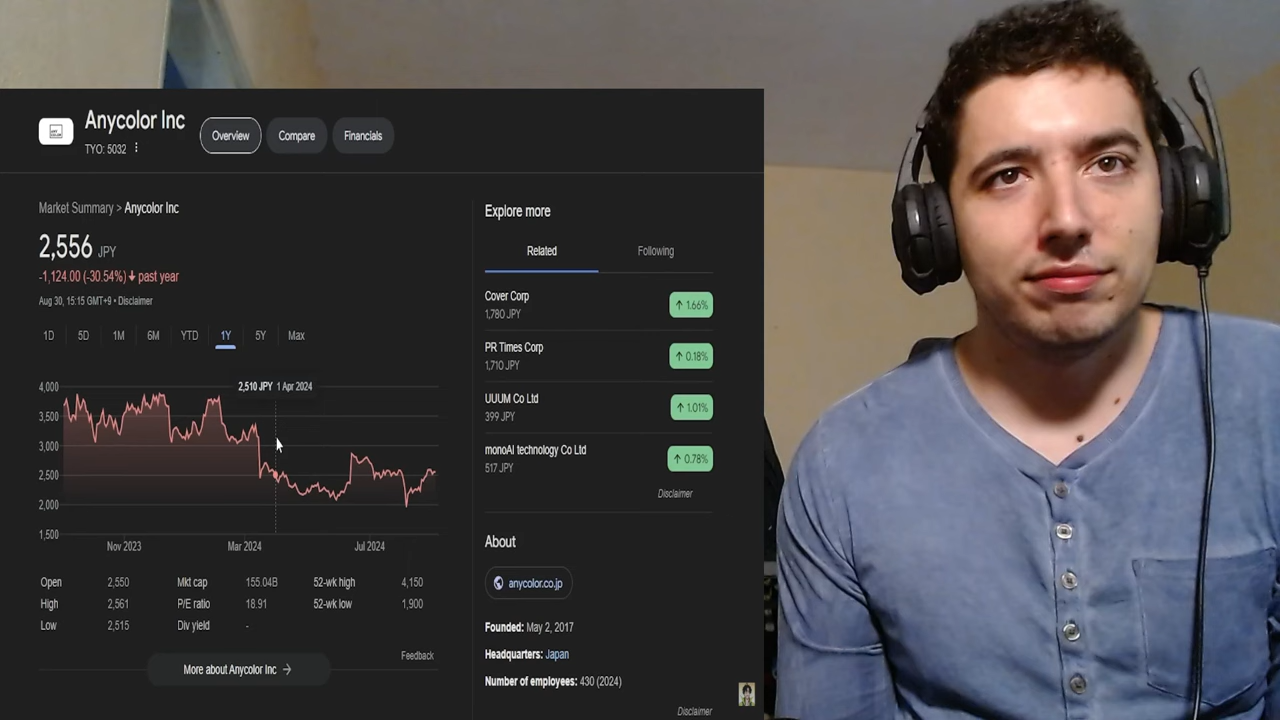 Anycolor Inc
TYO: 5032
Overview
Compare
Financials
Market Summary > Anycolor Inc
2,556 JPY
-1,124.00 (-30.54%) ↓ past year
Aug 30, 15:15 GMT+9 • Disclaimer
1D 5D 1M 6M YTD 1Y 5Y Max
2,510 JPY 1 Apr 2024
4,000
3,500
3,000
2,500
2,000
1,500
Nov 2023 Mar 2024 Jul 2024
Open 2,550 Mkt cap 155.04B 52-wk high 4,150
High 2,561 P/E ratio 18.91 52-wk low 1,900
Low 2,515 Div yield -
Feedback
More about Anycolor Inc →
Explore more
Related Following
Cover Corp
1,780 JPY
↑ 1.66%
PR Times Corp
1,710 JPY
↑ 0.18%
UUUM Co Ltd
399 JPY
↑ 1.01%
monoAI technology Co Ltd
517 JPY
↑ 0.78%
Disclaimer
About
anycolor.co.jp
Founded: May 2, 2017
Headquarters: Japan
Number of employees: 430 (2024)
Disclaimer